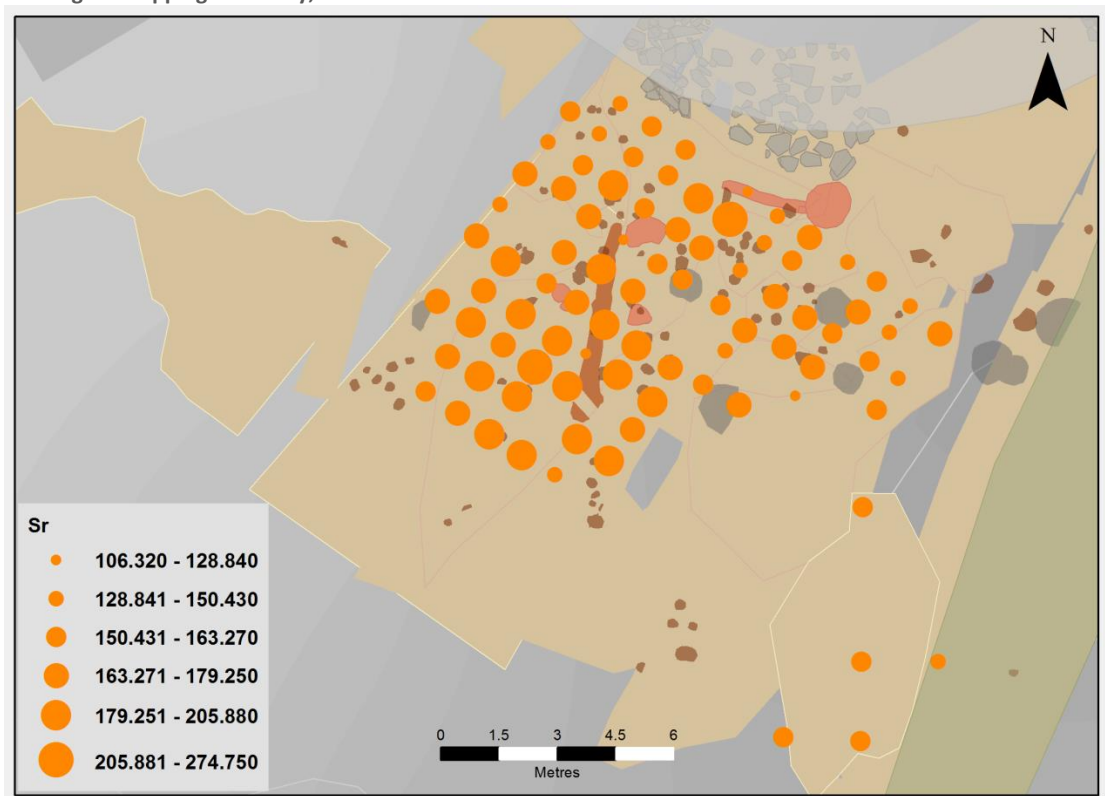 N
Sr
106.320 - 128.840
128.841 - 150.430
150.431 - 163.270
163.271 - 179.250
179.251 - 205.880
205.881 - 274.750
0 1.5 3 4.5 6
Metres